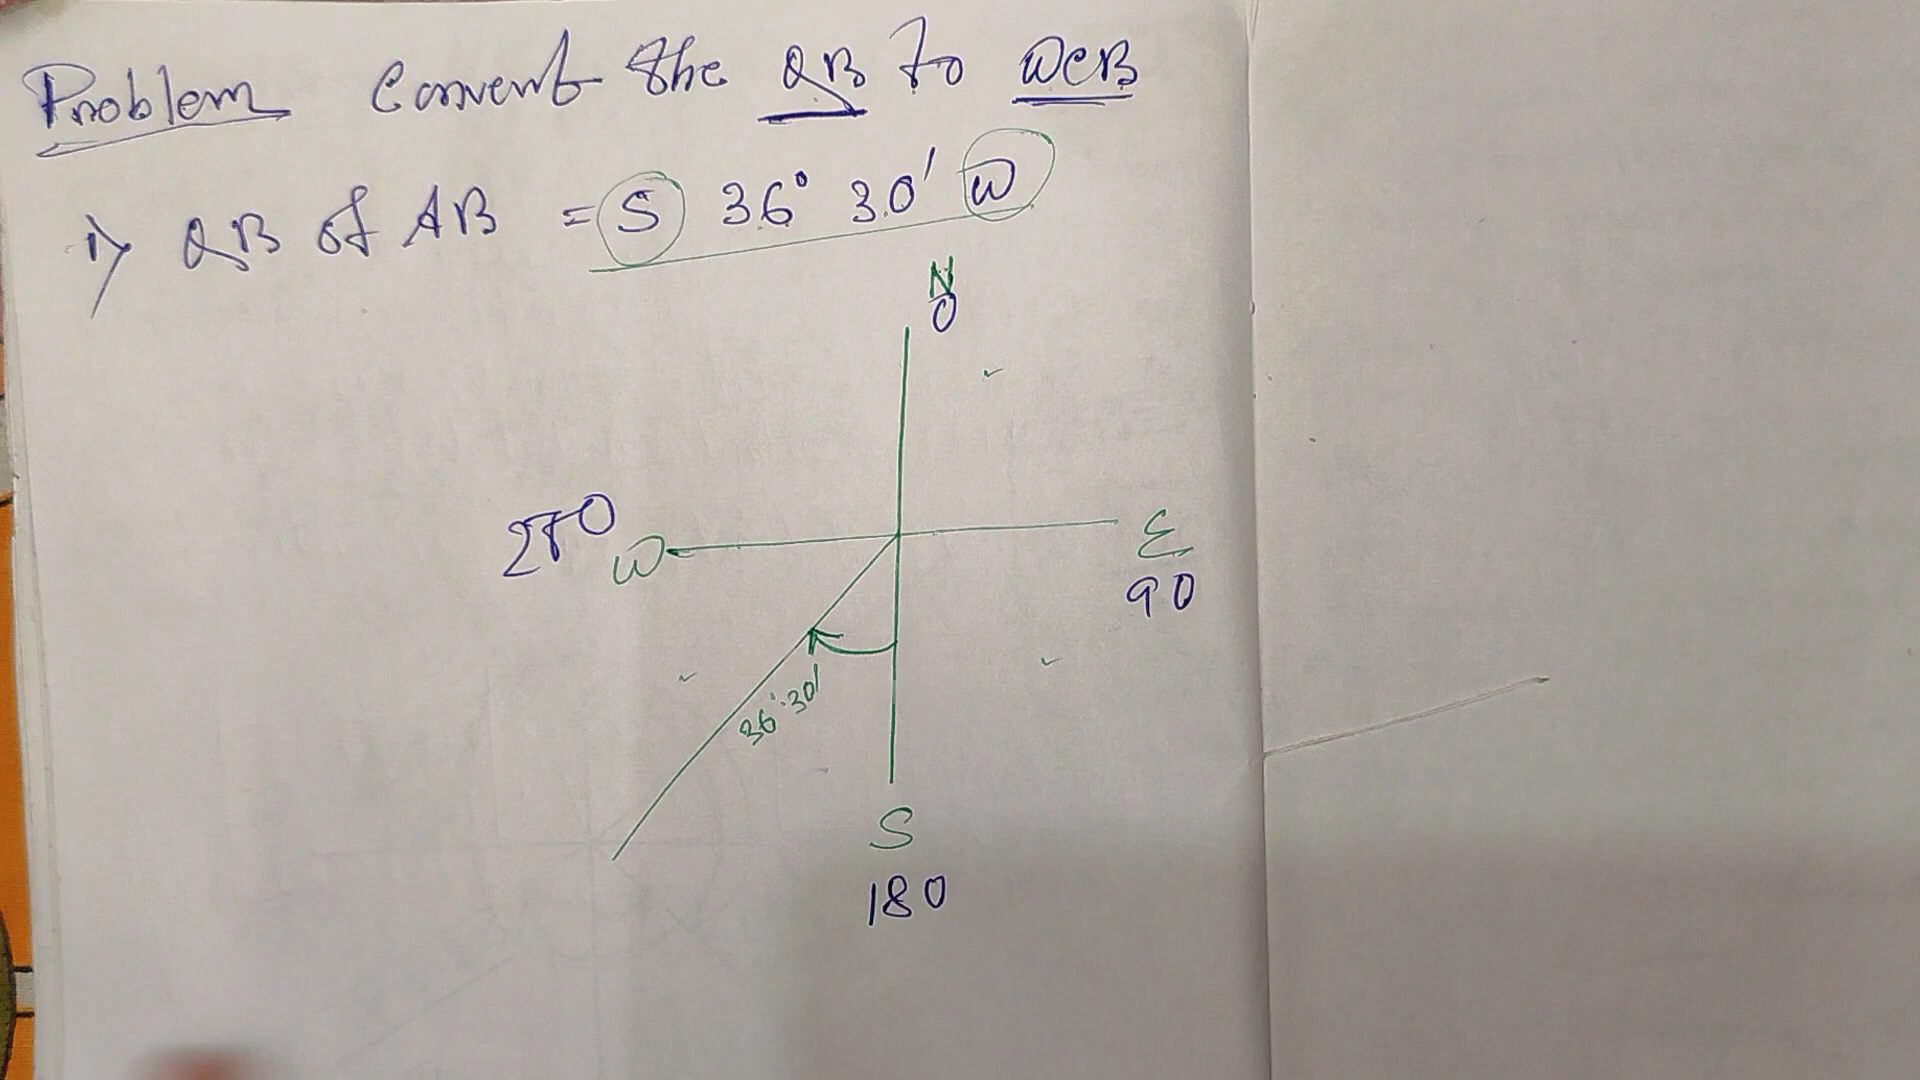 Problem Convert the QB to WCB
1) QB of AB = S 36° 30' W
N
0
270 W
E
90
36° 30'
S
180